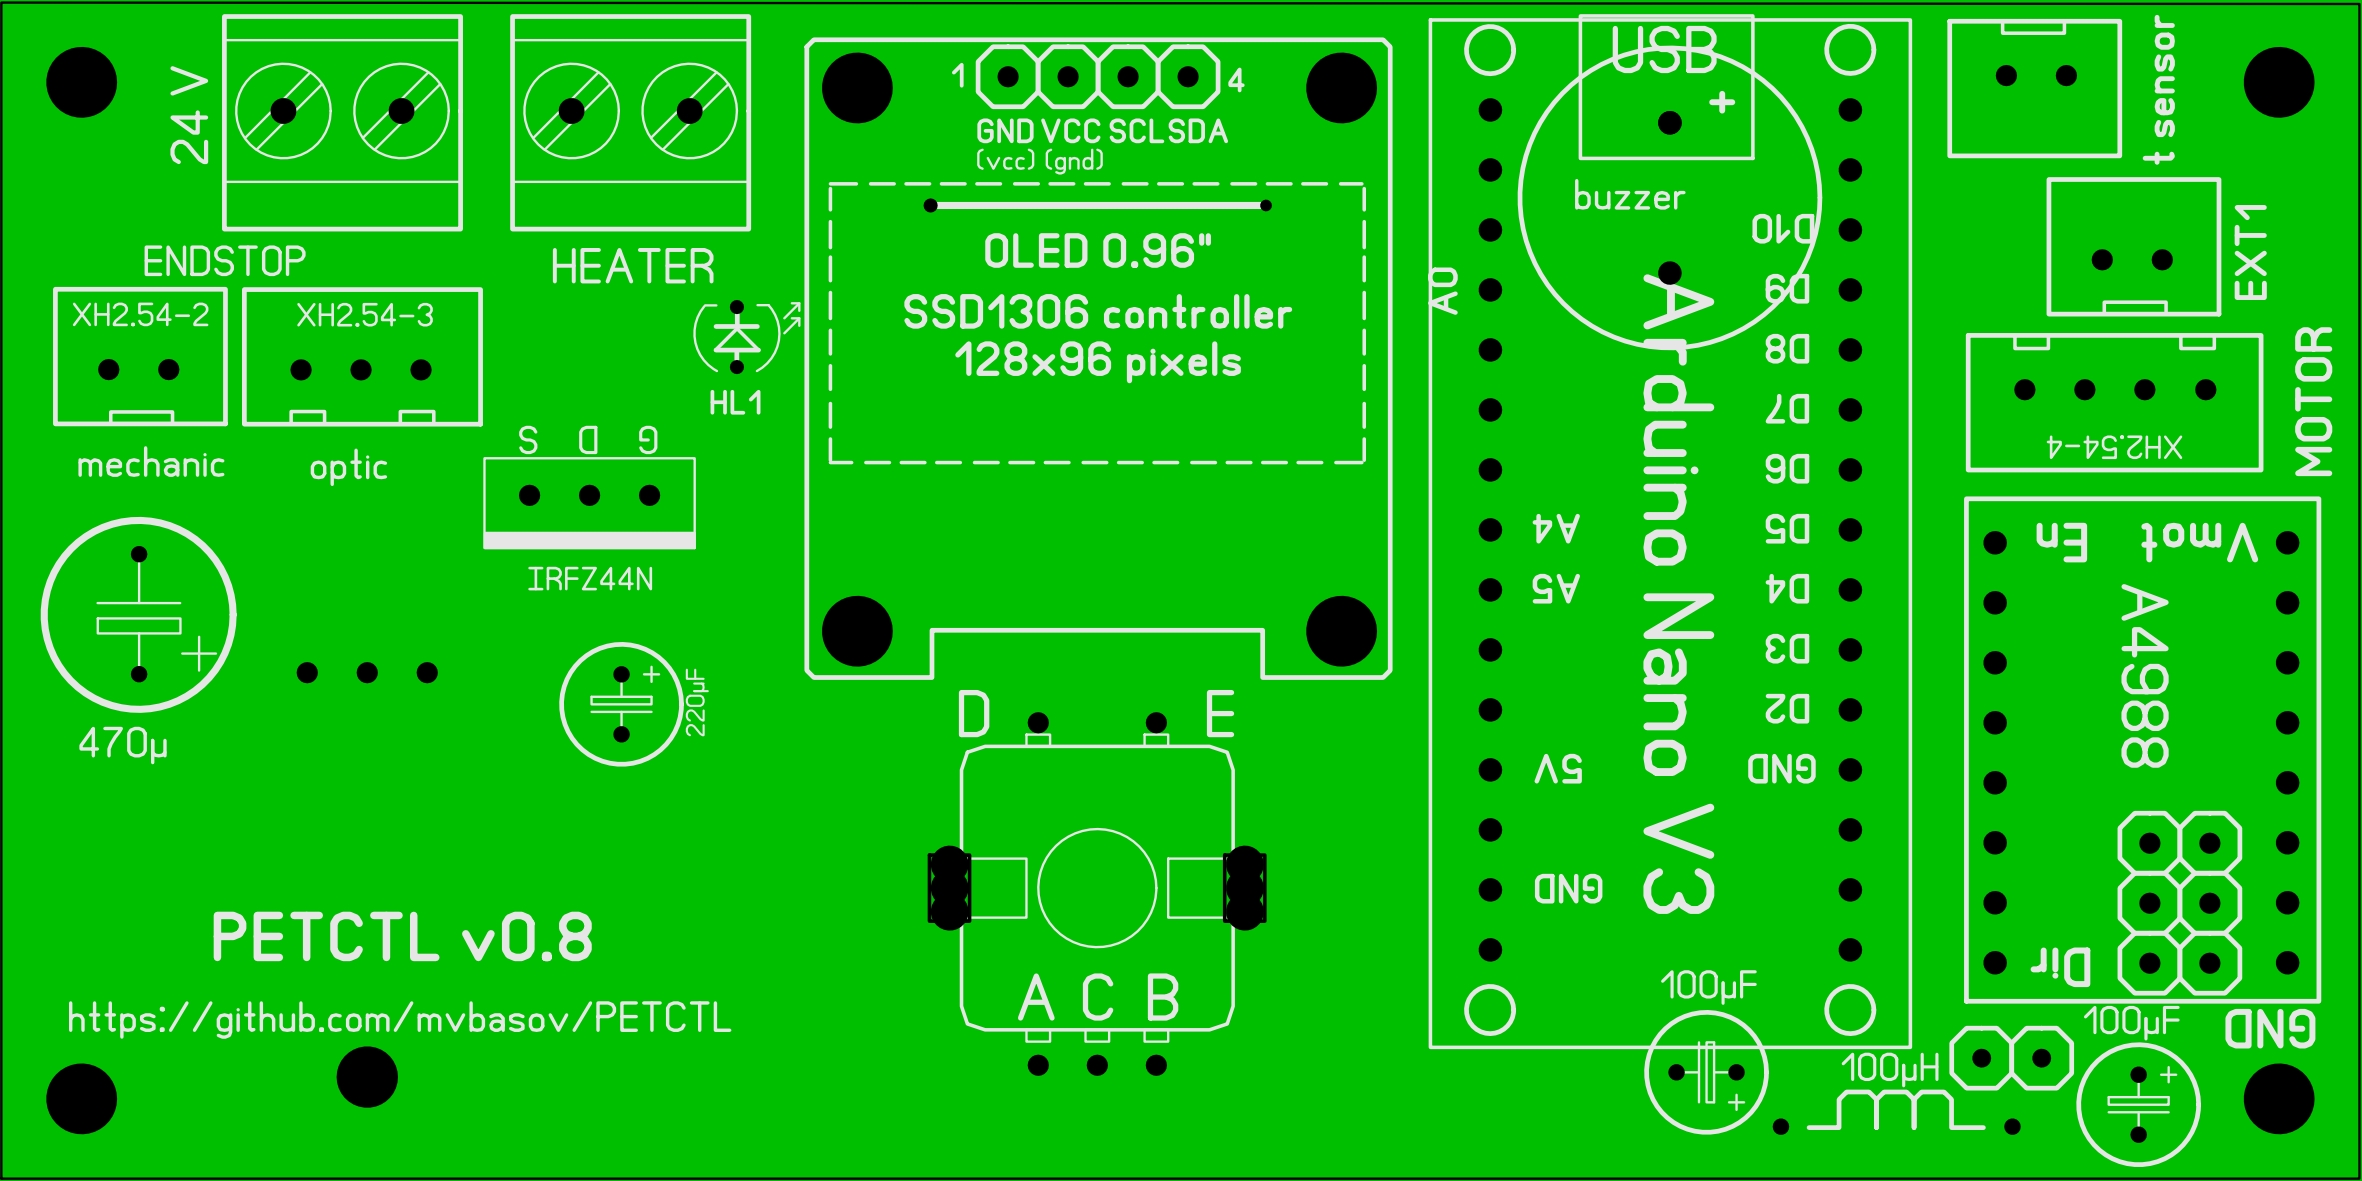 24 V
ENDSTOP
HEATER
XH2.54-2
XH2.54-3
mechanic
optic
HL1
S D G
IRFZ44N
470µ
220µF
PETCTL v0.8
https://github.com/mvbasov/PETCTL
1
4
GND VCC SCL SDA
(vcc) (gnd)
OLED 0.96"
SSD1306 controller
128x96 pixels
D
E
A C B
USB
+
buzzer
A0
A4
A5
5V
GND
Arduino Nano V3
D10
D9
D8
D7
D6
D5
D4
D3
D2
GND
100µF
100µH
t sensor
EXT1
MOTOR
XH2.54-4
En
Vmot
A4988
Dir
GND
100µF